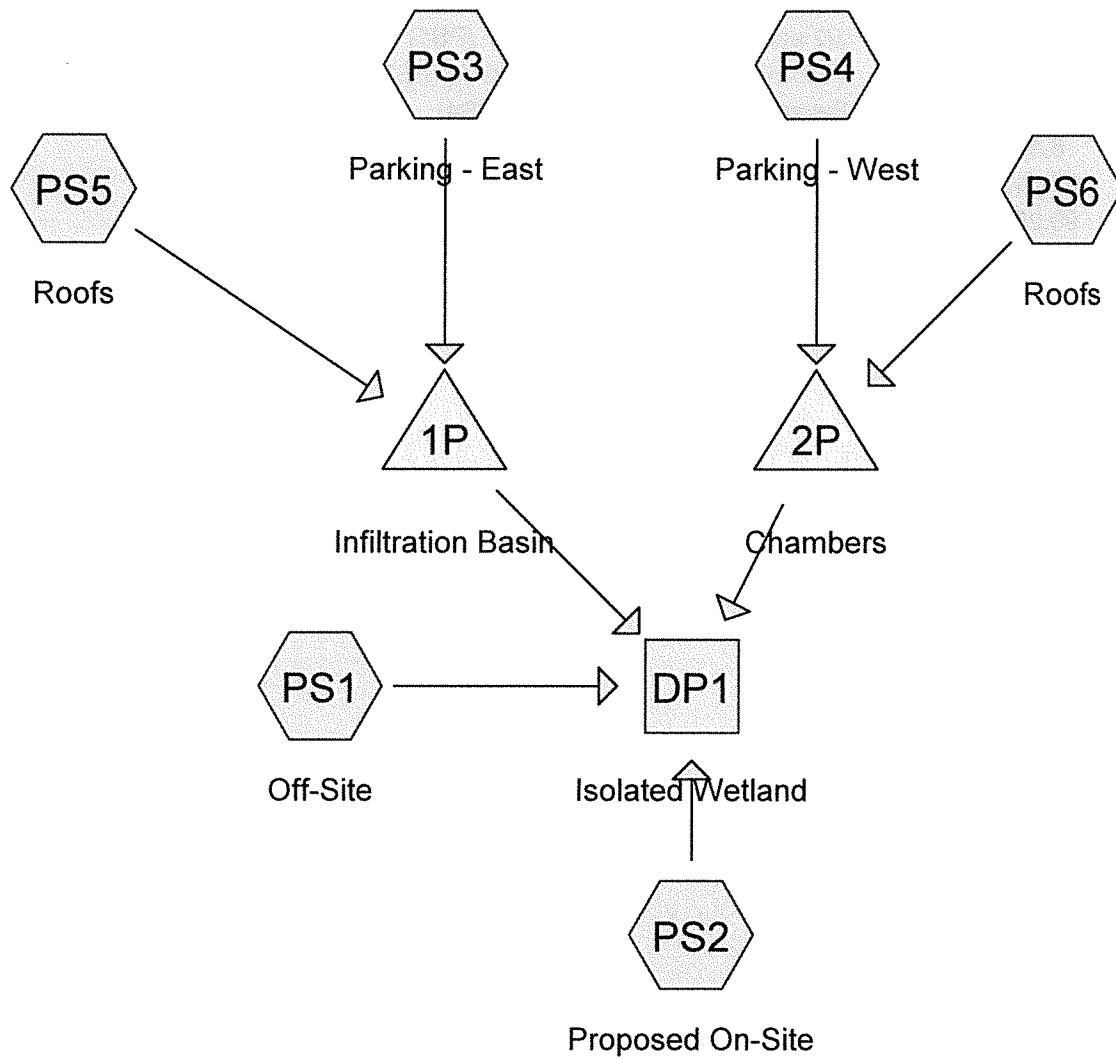 PS3
PS4
Parking - East
Parking - West
PS5
PS6
Roofs
Roofs
1P
2P
Infiltration Basin
Chambers
PS1
DP1
Off-Site
Isolated Wetland
PS2
Proposed On-Site